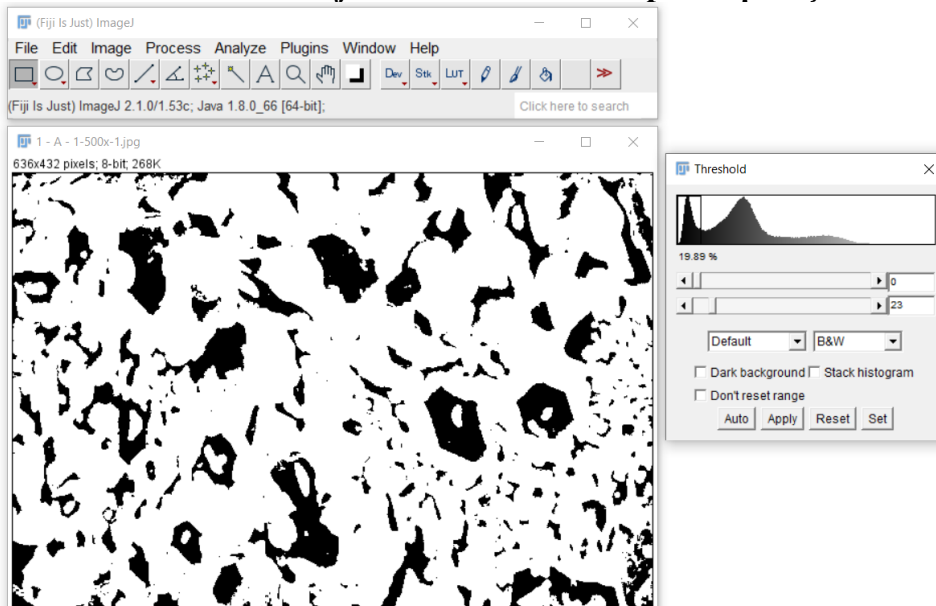 (Fiji Is Just) ImageJ
File Edit Image Process Analyze Plugins Window Help
Dev Stk LUT
(Fiji Is Just) ImageJ 2.1.0/1.53c; Java 1.8.0_66 [64-bit];
Click here to search
1 - A - 1-500x-1.jpg
636x432 pixels; 8-bit; 268K
Threshold
19.89 %
0
23
Default B&W
Dark background Stack histogram
Don't reset range
Auto Apply Reset Set